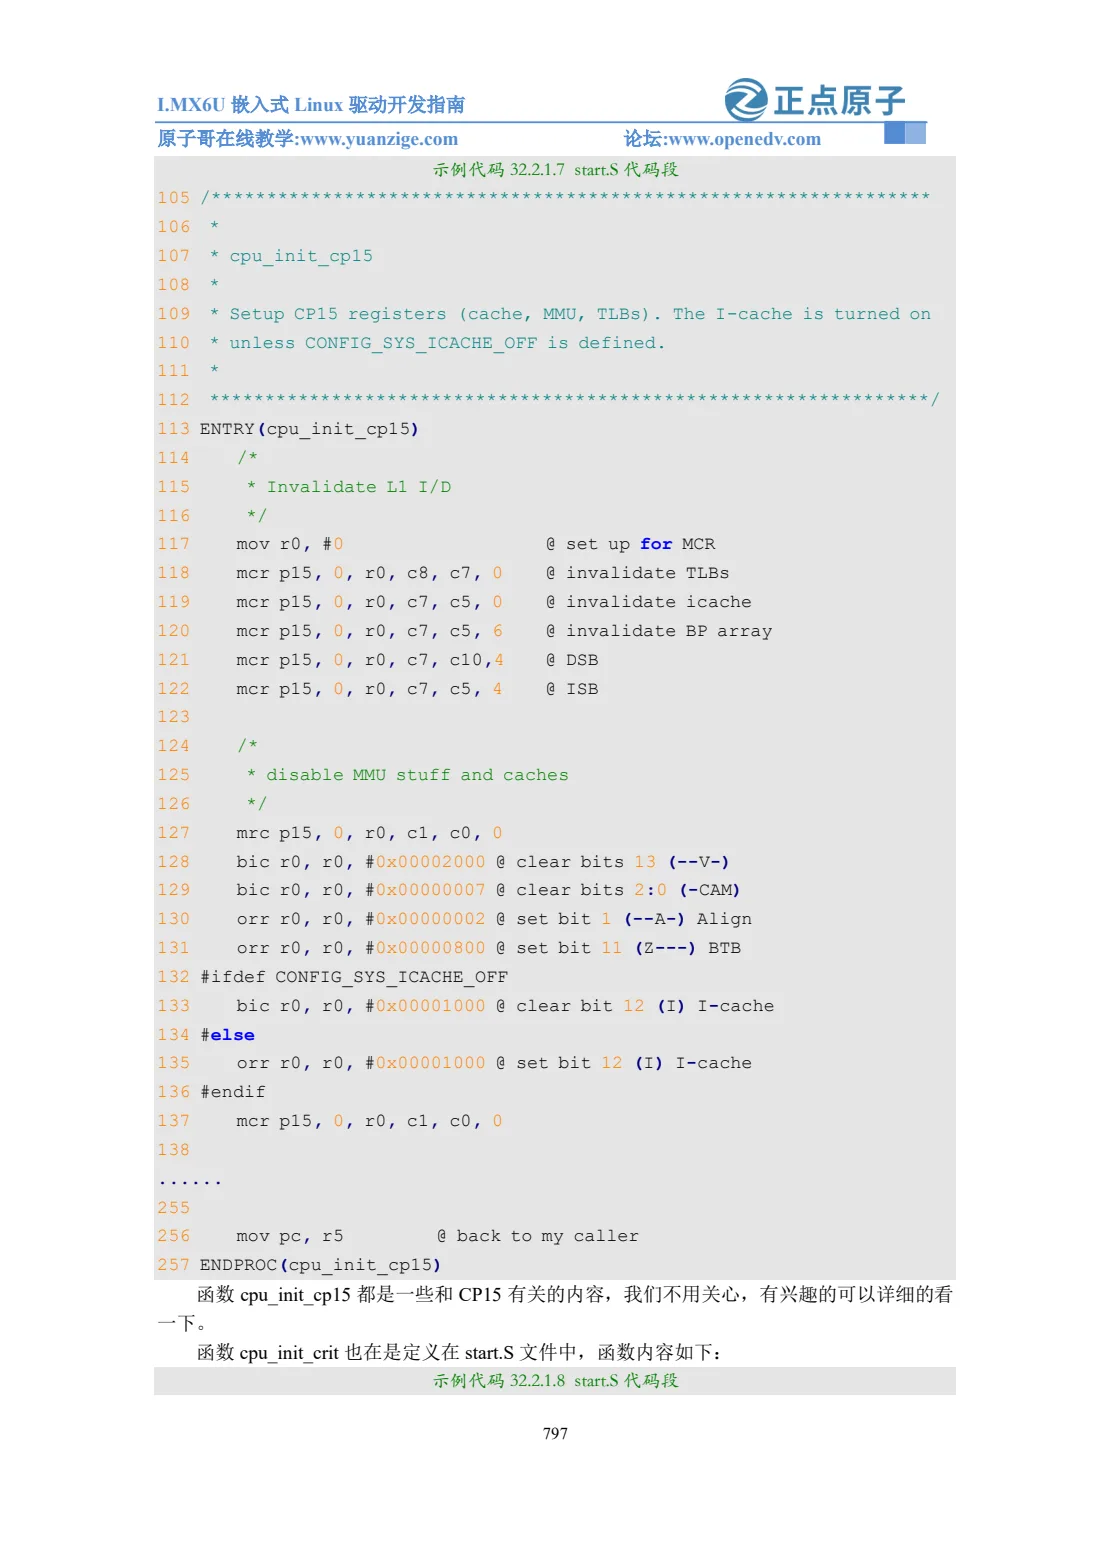 I.MX6U 嵌入式 Linux 驱动开发指南
正点原子
原子哥在线教学:www.yuanzige.com 论坛:www.openedv.com
示例代码 32.2.1.7 start.S 代码段
105 /*****************************************************************
106  *
107  * cpu_init_cp15
108  *
109  * Setup CP15 registers (cache, MMU, TLBs). The I-cache is turned on
110  * unless CONFIG_SYS_ICACHE_OFF is defined.
111  *
112  *****************************************************************/
113 ENTRY(cpu_init_cp15)
114     /*
115      * Invalidate L1 I/D
116      */
117     mov r0, #0                   @ set up for MCR
118     mcr p15, 0, r0, c8, c7, 0    @ invalidate TLBs
119     mcr p15, 0, r0, c7, c5, 0    @ invalidate icache
120     mcr p15, 0, r0, c7, c5, 6    @ invalidate BP array
121     mcr p15, 0, r0, c7, c10,4    @ DSB
122     mcr p15, 0, r0, c7, c5, 4    @ ISB
123
124     /*
125      * disable MMU stuff and caches
126      */
127     mrc p15, 0, r0, c1, c0, 0
128     bic r0, r0, #0x00002000 @ clear bits 13 (--V-)
129     bic r0, r0, #0x00000007 @ clear bits 2:0 (-CAM)
130     orr r0, r0, #0x00000002 @ set bit 1 (--A-) Align
131     orr r0, r0, #0x00000800 @ set bit 11 (Z---) BTB
132 #ifdef CONFIG_SYS_ICACHE_OFF
133     bic r0, r0, #0x00001000 @ clear bit 12 (I) I-cache
134 #else
135     orr r0, r0, #0x00001000 @ set bit 12 (I) I-cache
136 #endif
137     mcr p15, 0, r0, c1, c0, 0
138
......
255
256     mov pc, r5         @ back to my caller
257 ENDPROC(cpu_init_cp15)
函数 cpu_init_cp15 都是一些和 CP15 有关的内容，我们不用关心，有兴趣的可以详细的看
一下。
函数 cpu_init_crit 也在是定义在 start.S 文件中，函数内容如下：
示例代码 32.2.1.8 start.S 代码段
797